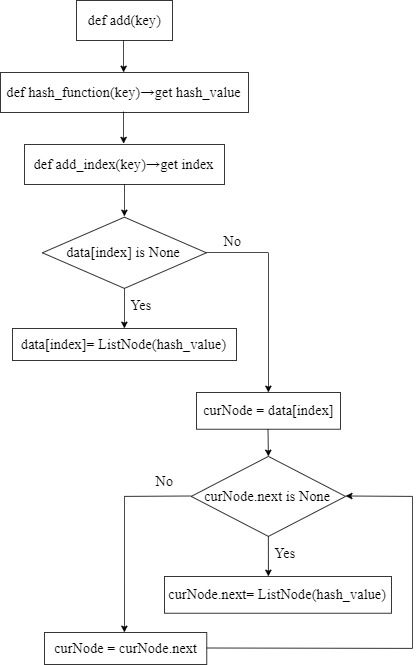 def add(key)
def hash_function(key)→get hash_value
def add_index(key)→get index
data[index] is None
No
Yes
data[index]= ListNode(hash_value)
curNode = data[index]
No
curNode.next is None
Yes
curNode.next= ListNode(hash_value)
curNode = curNode.next